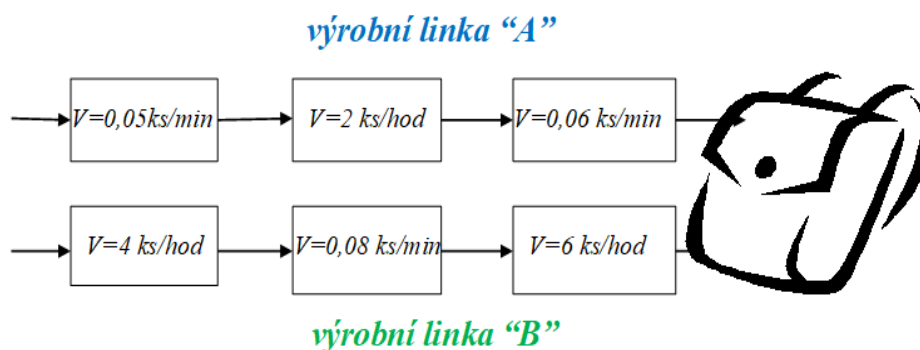 výrobní linka “A”
V=0,05ks/min V=2 ks/hod V=0,06 ks/min
V=4 ks/hod V=0,08 ks/min V=6 ks/hod
výrobní linka “B”